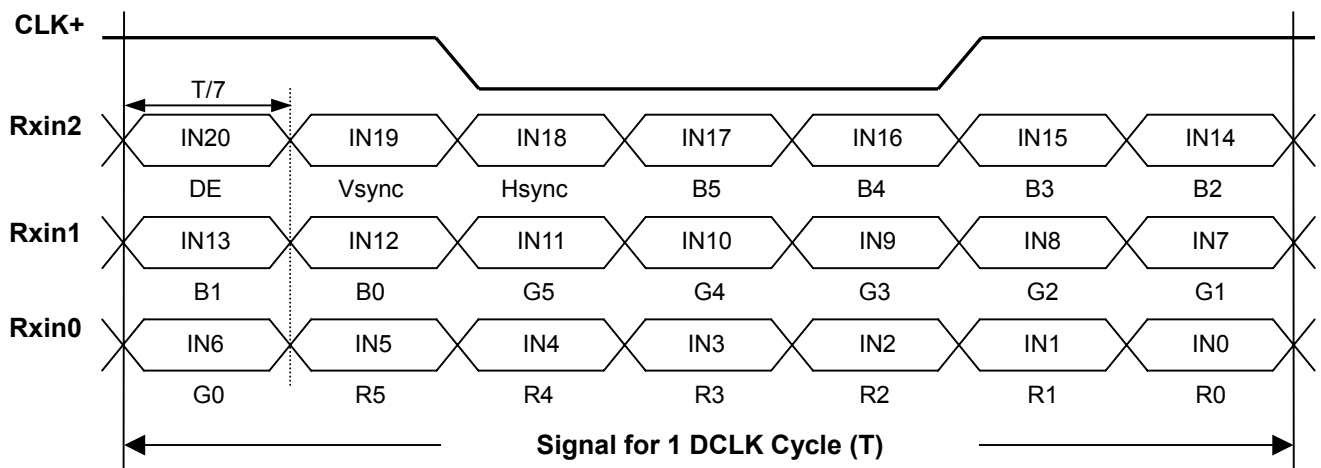 CLK+
T/7
Rxin2 IN20 IN19 IN18 IN17 IN16 IN15 IN14
DE Vsync Hsync B5 B4 B3 B2
Rxin1 IN13 IN12 IN11 IN10 IN9 IN8 IN7
B1 B0 G5 G4 G3 G2 G1
Rxin0 IN6 IN5 IN4 IN3 IN2 IN1 IN0
G0 R5 R4 R3 R2 R1 R0
Signal for 1 DCLK Cycle (T)